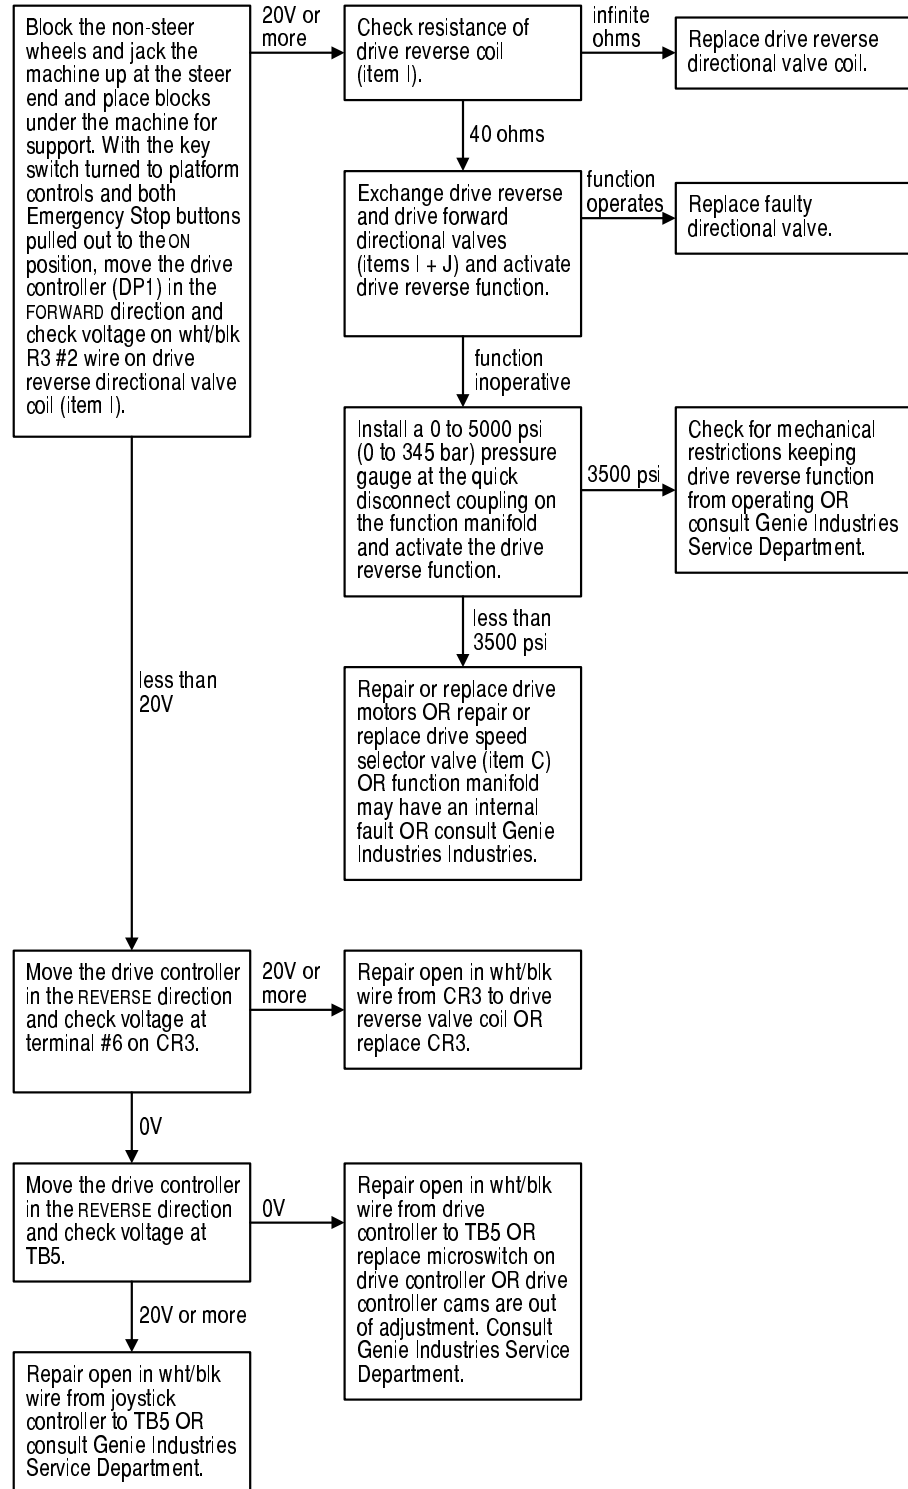 Block the non-steer
wheels and jack the
machine up at the steer
end and place blocks
under the machine for
support. With the key
switch turned to platform
controls and both
Emergency Stop buttons
pulled out to the ON
position, move the drive
controller (DP1) in the
FORWARD direction and
check voltage on wht/blk
R3 #2 wire on drive
reverse directional valve
coil (item I).
20V or
more
Check resistance of
drive reverse coil
(item I).
infinite
ohms
Replace drive reverse
directional valve coil.
40 ohms
Exchange drive reverse
and drive forward
directional valves
(items I + J) and activate
drive reverse function.
function
operates
Replace faulty
directional valve.
function
inoperative
Install a 0 to 5000 psi
(0 to 345 bar) pressure
gauge at the quick
disconnect coupling on
the function manifold
and activate the drive
reverse function.
3500 psi
Check for mechanical
restrictions keeping
drive reverse function
from operating OR
consult Genie Industries
Service Department.
less than
3500 psi
Repair or replace drive
motors OR repair or
replace drive speed
selector valve (item C)
OR function manifold
may have an internal
fault OR consult Genie
Industries Industries.
less than
20V
Move the drive controller
in the REVERSE direction
and check voltage at
terminal #6 on CR3.
20V or
more
Repair open in wht/blk
wire from CR3 to drive
reverse valve coil OR
replace CR3.
0V
Move the drive controller
in the REVERSE direction
and check voltage at
TB5.
0V
Repair open in wht/blk
wire from drive
controller to TB5 OR
replace microswitch on
drive controller OR drive
controller cams are out
of adjustment. Consult
Genie Industries Service
Department.
20V or more
Repair open in wht/blk
wire from joystick
controller to TB5 OR
consult Genie Industries
Service Department.